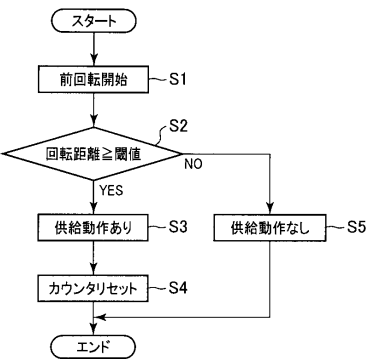 スタート
前回転開始
S1
S2
回転距離≧閾値
NO
YES
供給動作あり
S3
供給動作なし
S5
カウンタリセット
S4
エンド